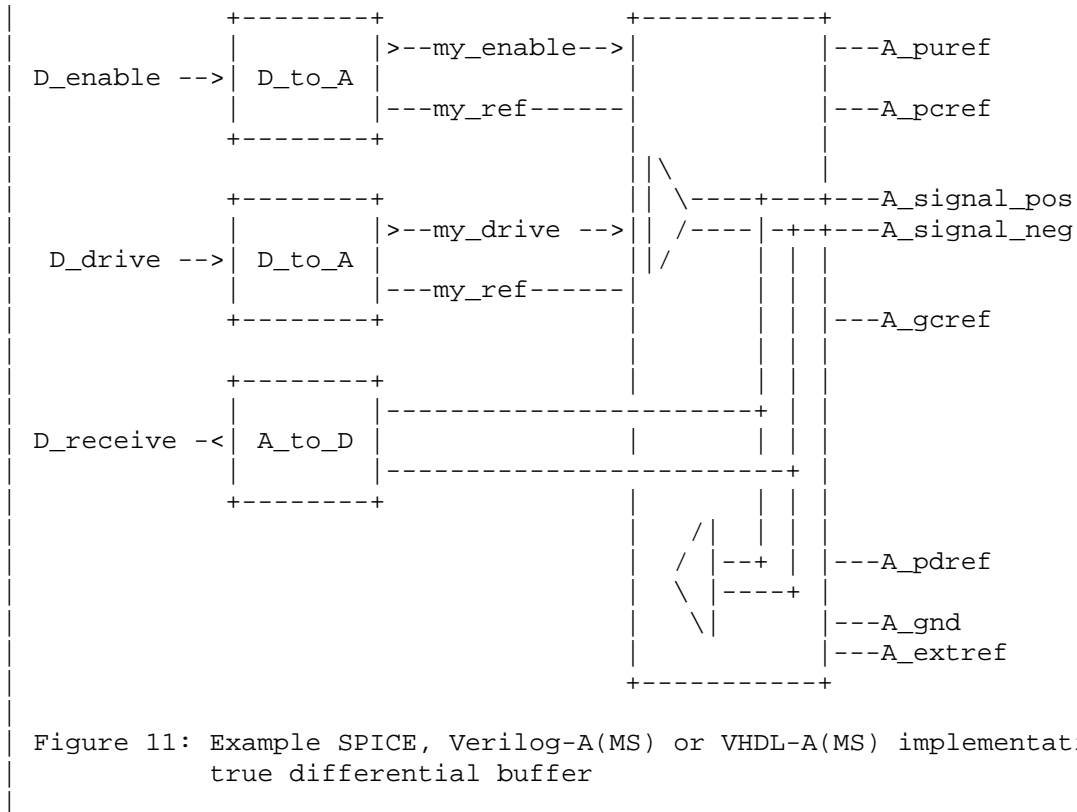 >--my_enable-->
---A_puref
D_enable -->
D_to_A
---my_ref------
---A_pcref
---A_signal_pos
>--my_drive -->
---A_signal_neg
D_drive -->
D_to_A
---my_ref------
---A_gcref
D_receive -<
A_to_D
---A_pdref
---A_gnd
---A_extref
Figure 11: Example SPICE, Verilog-A(MS) or VHDL-A(MS) implementati
true differential buffer